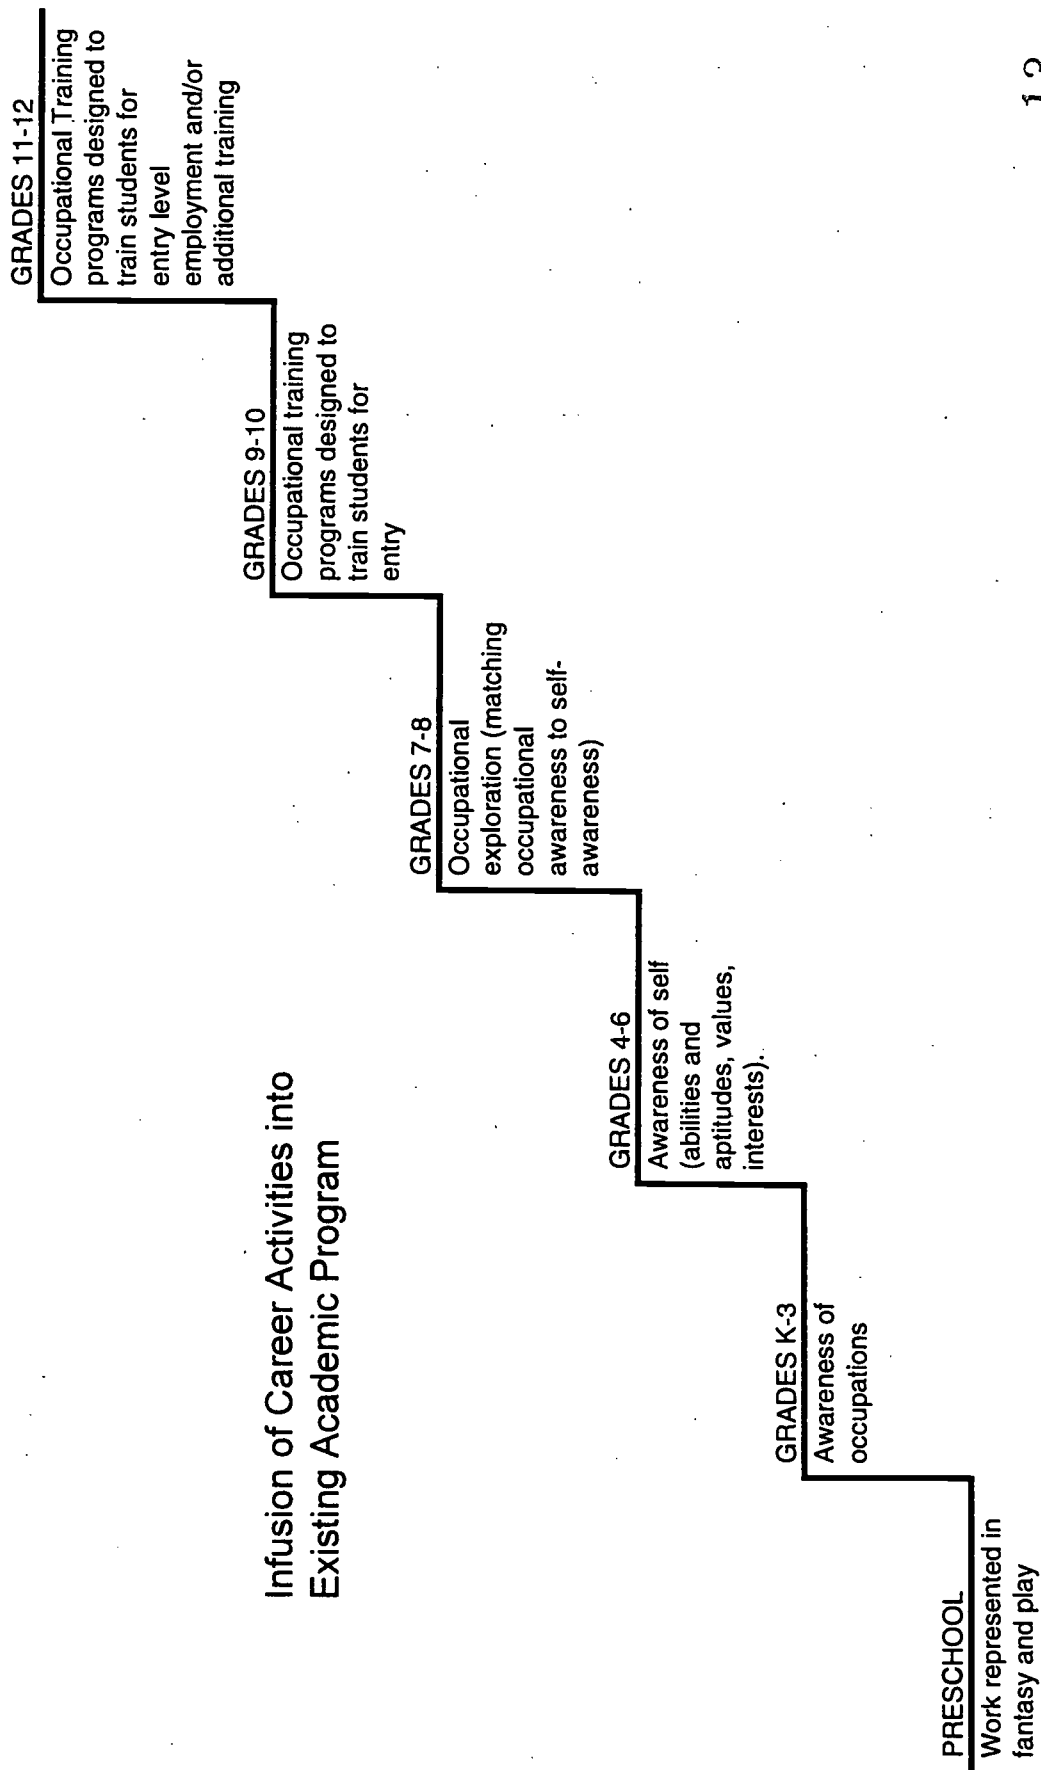 Infusion of Career Activities into
Existing Academic Program
PRESCHOOL
Work represented in
fantasy and play
GRADES K-3
Awareness of
occupations
GRADES 4-6
Awareness of self
(abilities and
aptitudes, values,
interests).
GRADES 7-8
Occupational
exploration (matching
occupational
awareness to self-
awareness)
GRADES 9-10
Occupational training
programs designed to
train students for
entry
GRADES 11-12
Occupational Training
programs designed to
train students for
entry level
employment and/or
additional training